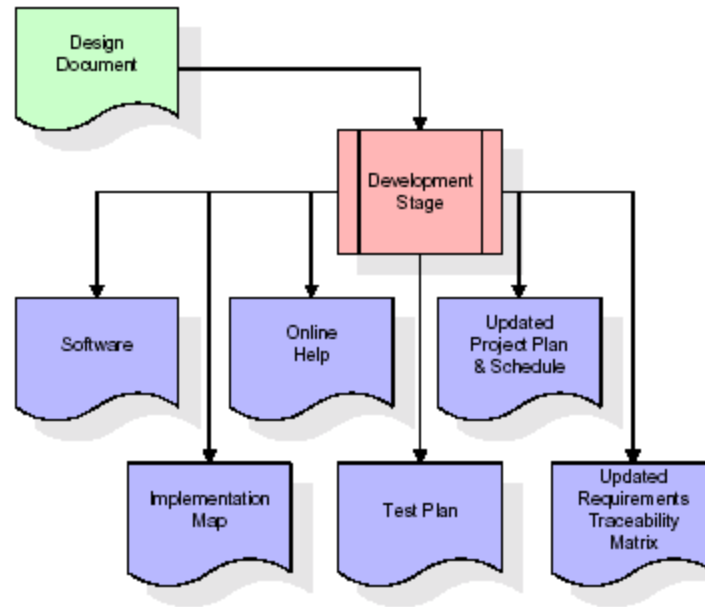 Design
Document
Development
Stage
Software
Online
Help
Updated
Project Plan
& Schedule
Implementation
Map
Test Plan
Updated
Requirements
Traceability
Matrix